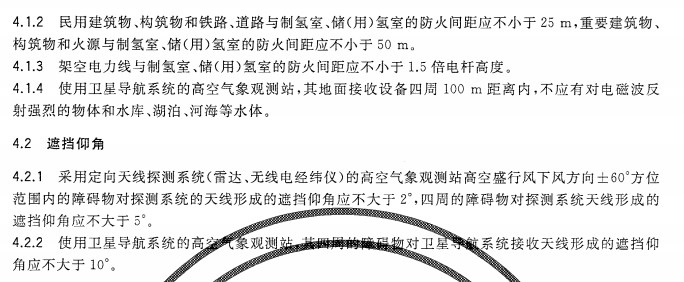 4.1.2 民用建筑物、构筑物和铁路、道路与制氢室、储(用)氢室的防火间距应不小于 25 m,重要建筑物、
构筑物和火源与制氢室、储(用)氢室的防火间距应不小于 50 m。
4.1.3 架空电力线与制氢室、储(用)氢室的防火间距应不小于 1.5 倍电杆高度。
4.1.4 使用卫星导航系统的高空气象观测站,其地面接收设备四周 100 m 距离内,不应有对电磁波反
射强烈的物体和水库、湖泊、河海等水体。
4.2 遮挡仰角
4.2.1 采用定向天线探测系统(雷达、无线电经纬仪)的高空气象观测站高空盛行风下风方向±60°方位
范围内的障碍物对探测系统的天线形成的遮挡仰角应不大于 2°,四周的障碍物对探测系统天线形成的
遮挡仰角应不大于 5°。
4.2.2 使用卫星导航系统的高空气象观测站,其四周的障碍物对卫星导航系统接收天线形成的遮挡仰
角应不大于 10°。